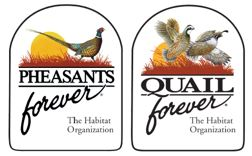 PHEASANTS
forever®
The Habitat
Organization
QUAIL
forever®
The Habitat
Organization